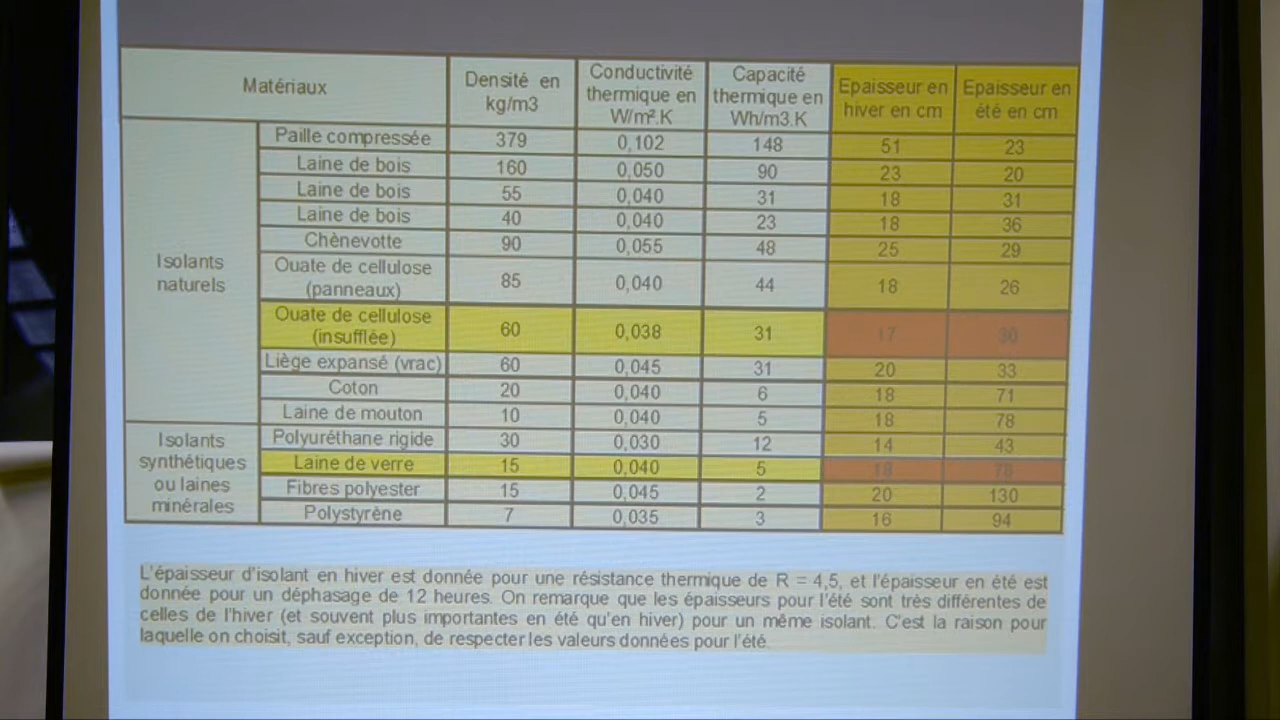 Matériaux Densité en kg/m3 Conductivité thermique en W/m².K Capacité thermique en Wh/m3.K Epaisseur en hiver en cm Epaisseur en été en cm
Isolants naturels
Paille compressée 379 0,102 148 51 23
Laine de bois 160 0,050 90 23 20
Laine de bois 55 0,040 31 18 31
Laine de bois 40 0,040 23 18 36
Chènevotte 90 0,055 48 25 29
Ouate de cellulose (panneaux) 85 0,040 44 18 26
Ouate de cellulose (insufflée) 60 0,038 31 17 30
Liège expansé (vrac) 60 0,045 31 20 33
Coton 20 0,040 6 18 71
Laine de mouton 10 0,040 5 18 78
Isolants synthétiques ou laines minérales
Polyuréthane rigide 30 0,030 12 14 43
Laine de verre 15 0,040 5 18 78
Fibres polyester 15 0,045 2 20 130
Polystyrène 7 0,035 3 16 94
L'épaisseur d'isolant en hiver est donnée pour une résistance thermique de R = 4,5, et l'épaisseur en été est
donnée pour un déphasage de 12 heures. On remarque que les épaisseurs pour l'été sont très différentes de
celles de l'hiver (et souvent plus importantes en été qu'en hiver) pour un même isolant. C'est la raison pour
laquelle on choisit, sauf exception, de respecter les valeurs données pour l'été.